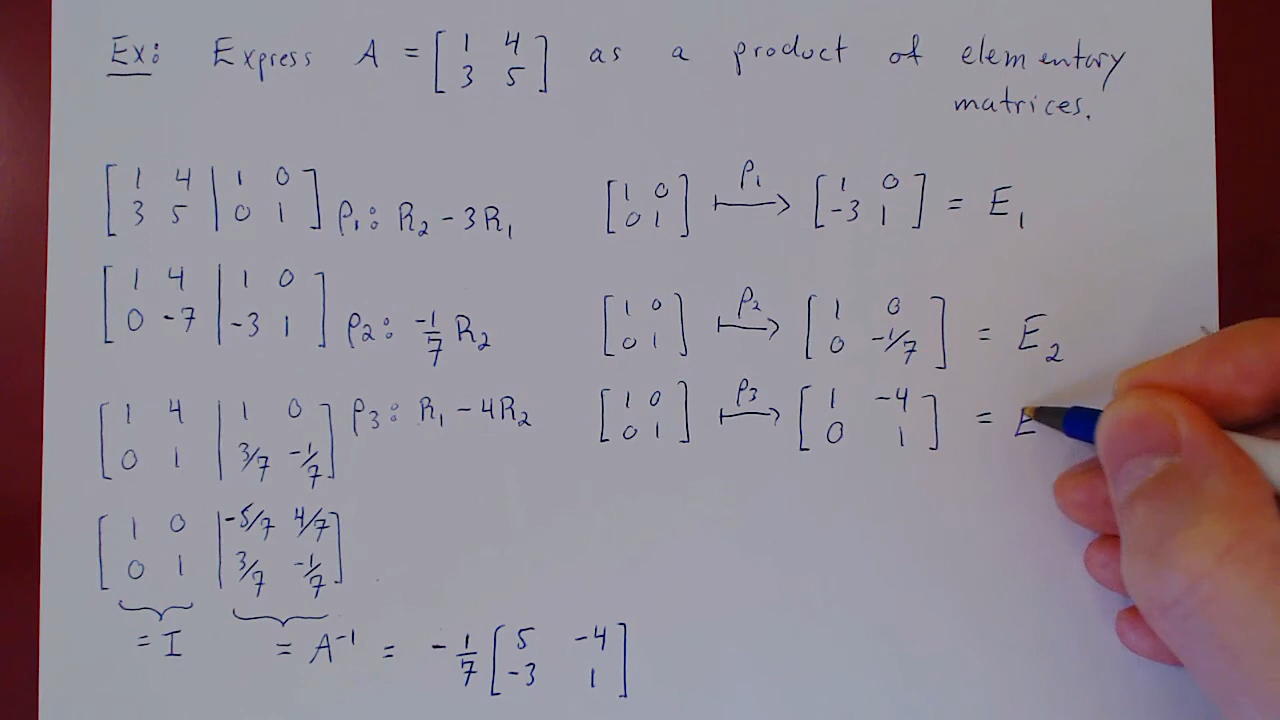 Ex: Express A = [ 1 4 ; 3 5 ] as a product of elementary
matrices.
[ 1 4 | 1 0 ; 3 5 | 0 1 ] ρ₁: R₂ - 3R₁
[ 1 0 ; 0 1 ] ↦ ρ₁ [ 1 0 ; -3 1 ] = E₁
[ 1 4 | 1 0 ; 0 -7 | -3 1 ] ρ₂: -1/7 R₂
[ 1 0 ; 0 1 ] ↦ ρ₂ [ 1 0 ; 0 -1/7 ] = E₂
[ 1 4 | 1 0 ; 0 1 | 3/7 -1/7 ] ρ₃: R₁ - 4R₂
[ 1 0 ; 0 1 ] ↦ ρ₃ [ 1 -4 ; 0 1 ] = E
[ 1 0 | -5/7 4/7 ; 0 1 | 3/7 -1/7 ]
= I = A⁻¹ = -1/7 [ 5 -4 ; -3 1 ]